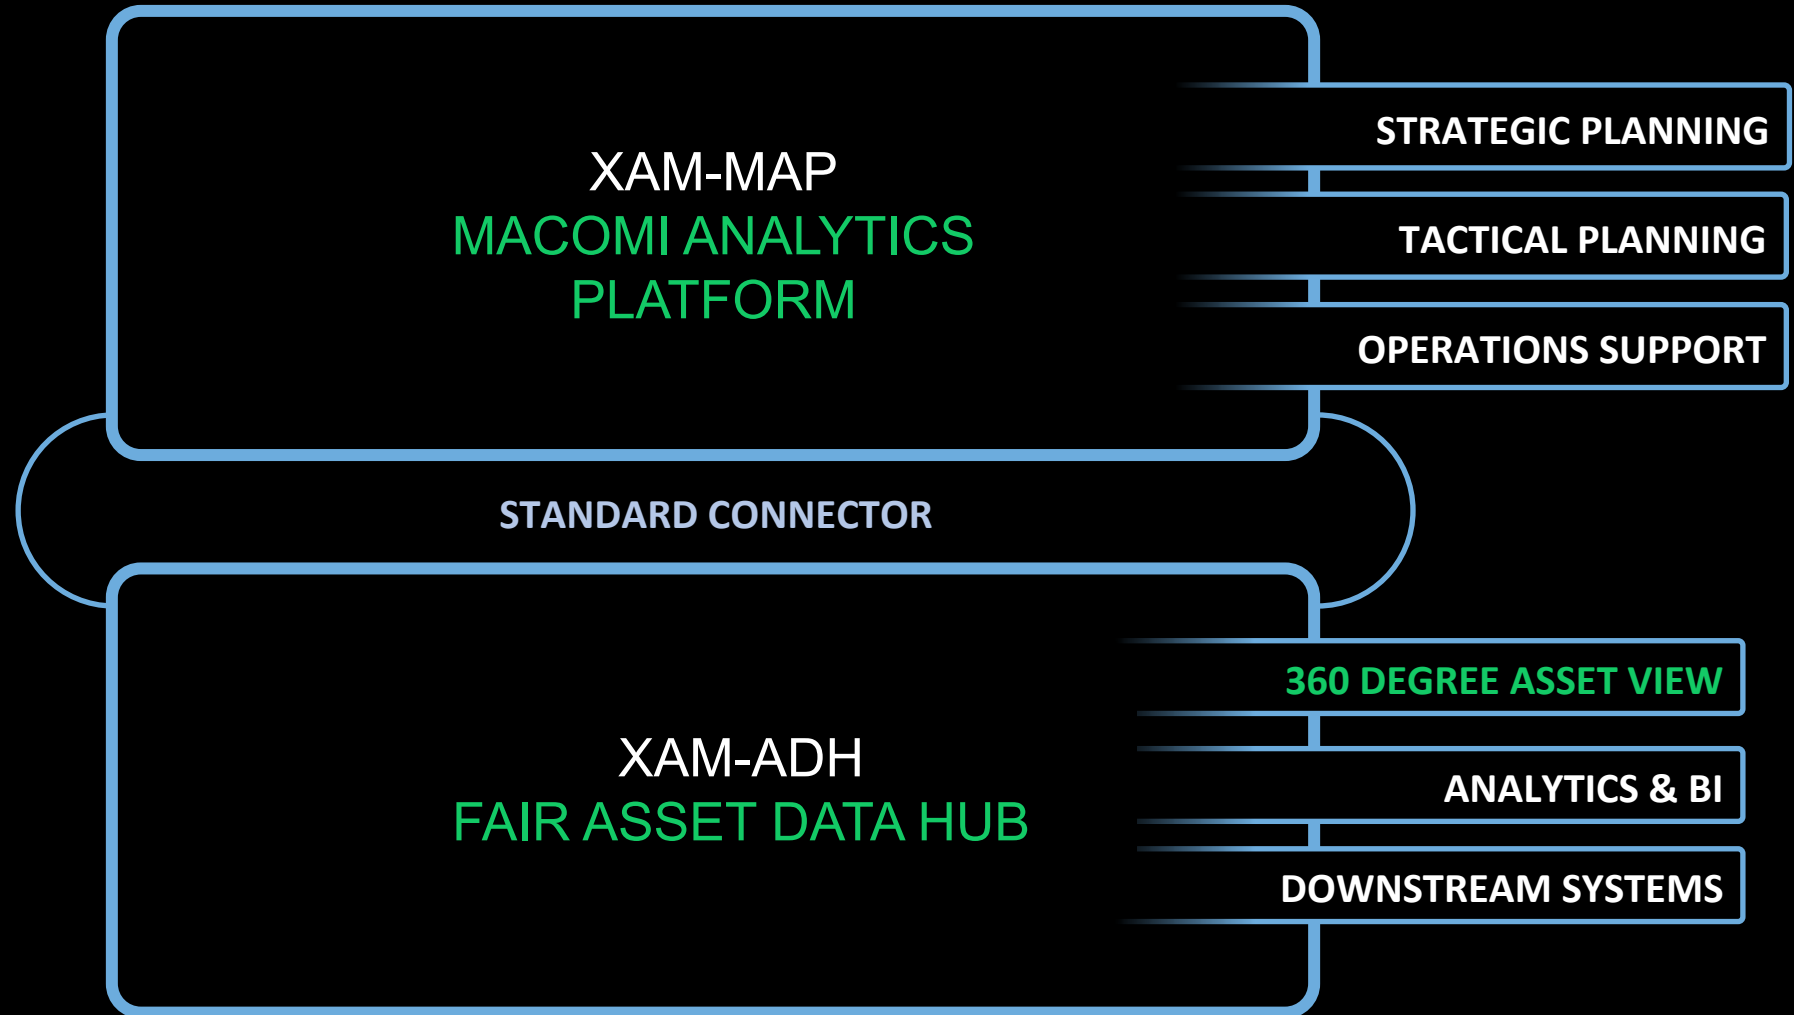 XAM-MAP
MACOMI ANALYTICS
PLATFORM
STRATEGIC PLANNING
TACTICAL PLANNING
OPERATIONS SUPPORT
STANDARD CONNECTOR
XAM-ADH
FAIR ASSET DATA HUB
360 DEGREE ASSET VIEW
ANALYTICS & BI
DOWNSTREAM SYSTEMS